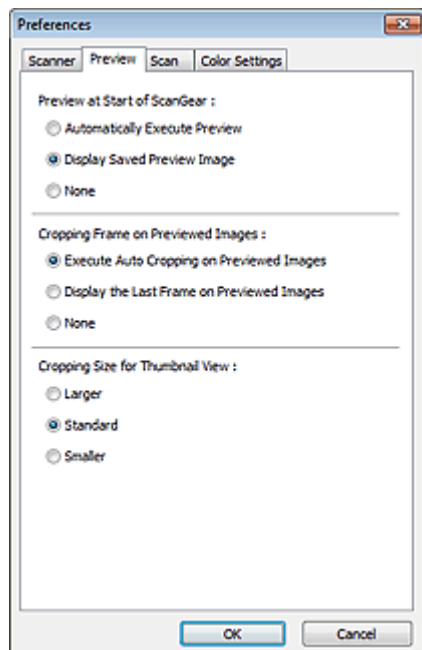 Preferences
Scanner Preview Scan Color Settings
Preview at Start of ScanGear :
Automatically Execute Preview
Display Saved Preview Image
None
Cropping Frame on Previewed Images :
Execute Auto Cropping on Previewed Images
Display the Last Frame on Previewed Images
None
Cropping Size for Thumbnail View :
Larger
Standard
Smaller
OK Cancel